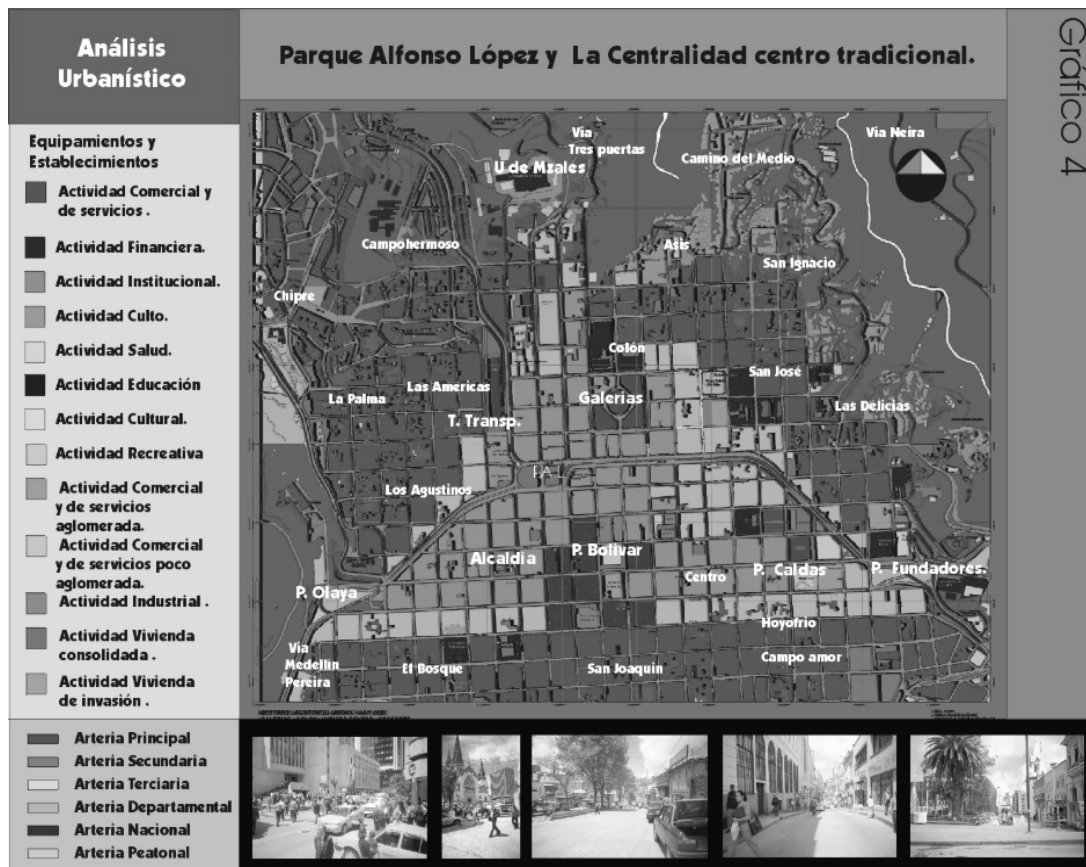 Análisis
Urbanístico
Parque Alfonso López y La Centralidad centro tradicional.
Gráfico 4
Equipamientos y
Establecimientos
Actividad Comercial y
de servicios .
Actividad Financiera.
Actividad Institucional.
Actividad Culto.
Actividad Salud.
Actividad Educación
Actividad Cultural.
Actividad Recreativa
Actividad Comercial
y de servicios
aglomerada.
Actividad Comercial
y de servicios poco
aglomerada.
Actividad Industrial .
Actividad Vivienda
consolidada .
Actividad Vivienda
de invasión .
Arteria Principal
Arteria Secundaria
Arteria Terciaria
Arteria Departamental
Arteria Nacional
Arteria Peatonal
Vía
Tres puertas
Vía Neira
U de Mzales
Camino del Medio
Campohermoso
Asis
San Ignacio
Chipre
Colón
Las Americas
San José
La Palma
Galerías
Las Delicias
T. Transp.
P.A.L
Los Agustinos
Alcaldía
P. Bolivar
Centro
P. Caldas
P. Fundadores.
P. Olaya
Hoyofrio
Vía
Medellín
Pereira
El Bosque
San Joaquin
Campo amor